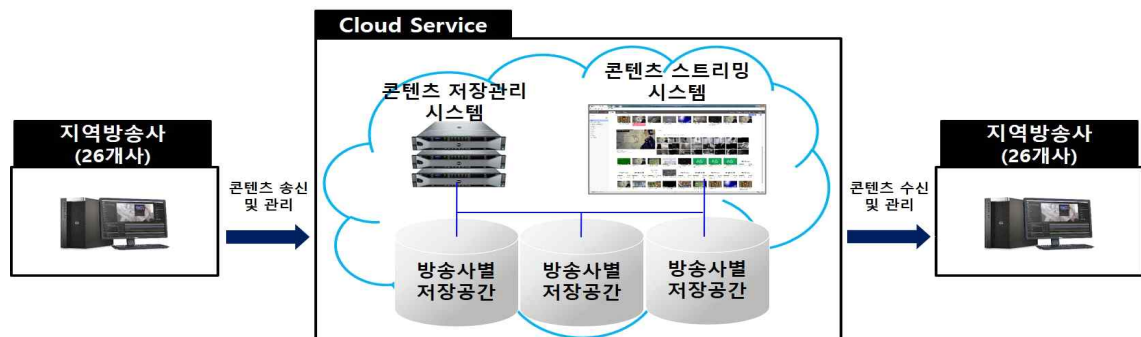 Cloud Service
콘텐츠 저장관리
시스템
콘텐츠 스트리밍
시스템
지역방송사
(26개사)
콘텐츠 송신
및 관리
방송사별
저장공간
방송사별
저장공간
방송사별
저장공간
콘텐츠 수신
및 관리
지역방송사
(26개사)